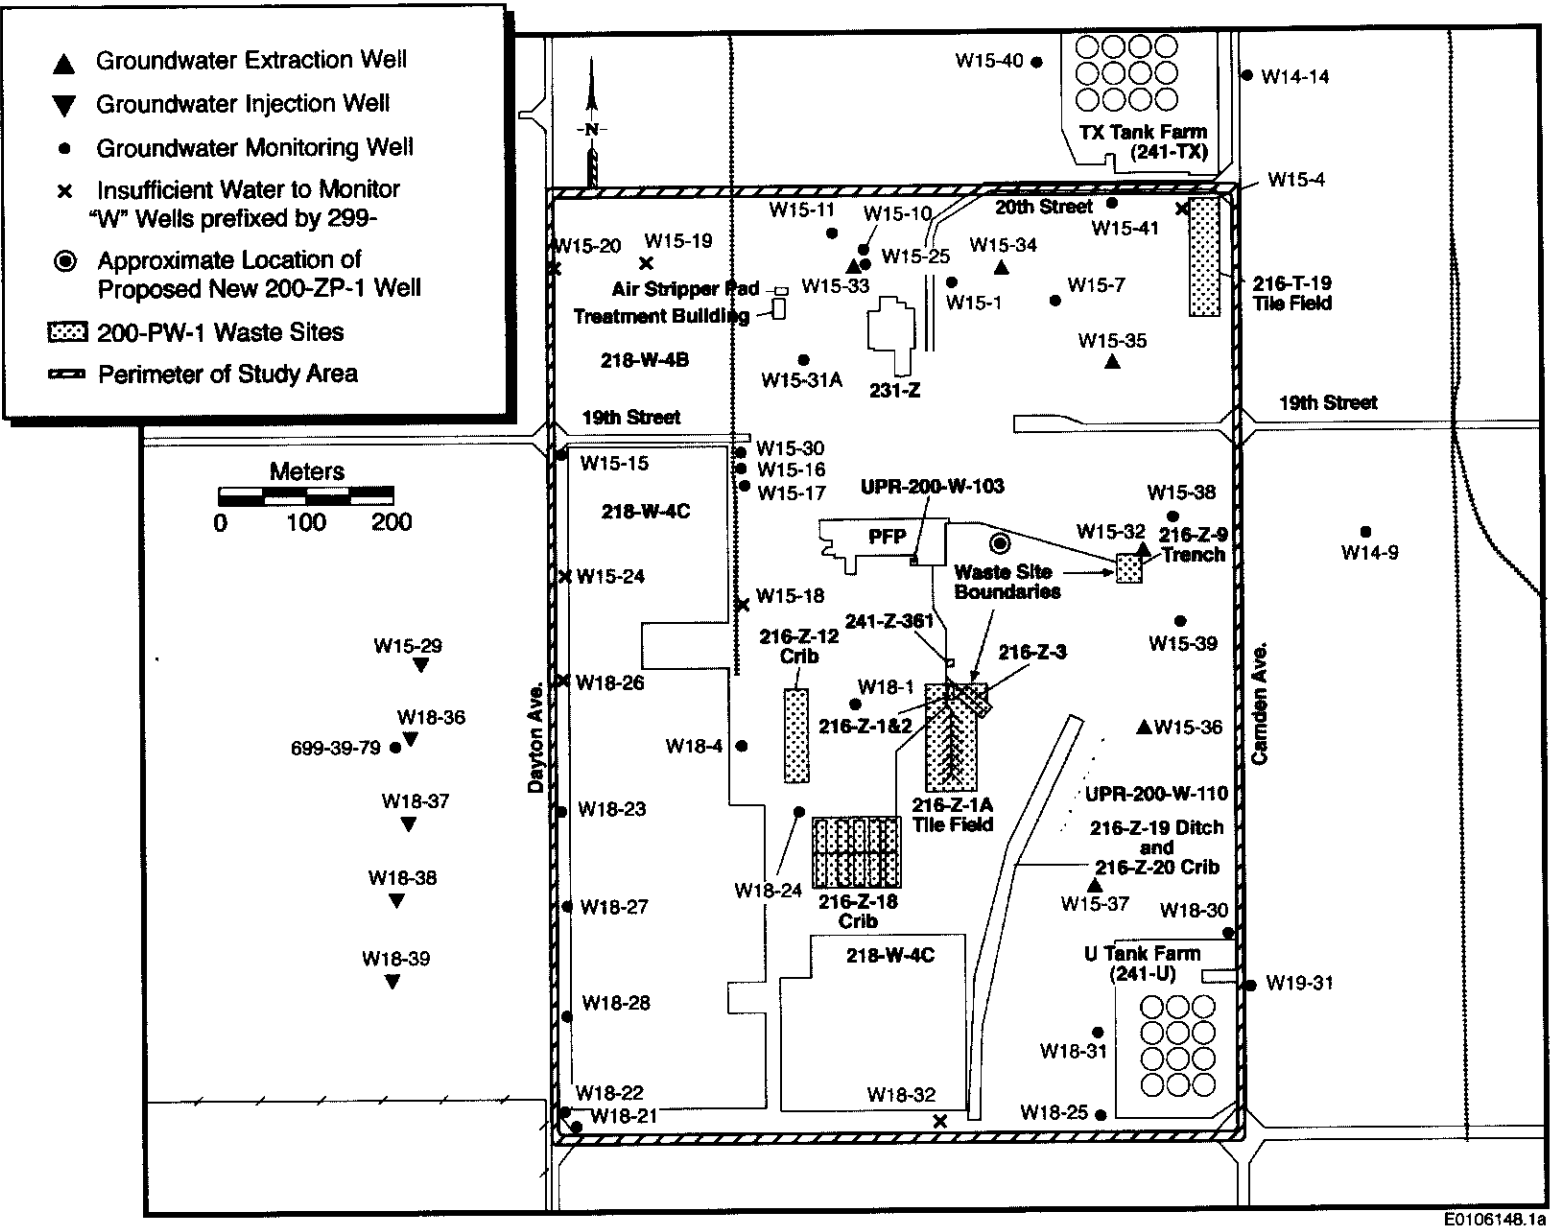 Groundwater Extraction Well
Groundwater Injection Well
Groundwater Monitoring Well
Insufficient Water to Monitor
"W" Wells prefixed by 299-
Approximate Location of
Proposed New 200-ZP-1 Well
200-PW-1 Waste Sites
Perimeter of Study Area
-N-
W15-40
W14-14
TX Tank Farm
(241-TX)
W15-4
20th Street
W15-41
W15-11
W15-10
W15-20
W15-19
W15-25
W15-34
W15-33
W15-1
W15-7
216-T-19
Tile Field
Air Stripper Pad
Treatment Building
W15-35
218-W-4B
W15-31A
231-Z
19th Street
19th Street
Meters
0 100 200
W15-15
W15-30
W15-16
W15-17
UPR-200-W-103
W15-38
218-W-4C
PFP
W15-32
216-Z-9
Trench
W14-9
Waste Site
Boundaries
W15-24
W15-18
241-Z-361
216-Z-12
Crib
W15-39
216-Z-3
W15-29
W18-26
W18-1
W18-36
699-39-79
W18-4
216-Z-1&2
W15-36
Dayton Ave.
Camden Ave.
W18-37
W18-23
216-Z-1A
Tile Field
UPR-200-W-110
216-Z-19 Ditch
and
216-Z-20 Crib
W18-38
W18-24
W15-37
W18-27
216-Z-18
Crib
W18-30
W18-39
218-W-4C
U Tank Farm
(241-U)
W19-31
W18-28
W18-31
W18-22
W18-21
W18-32
W18-25
E0106148.1a